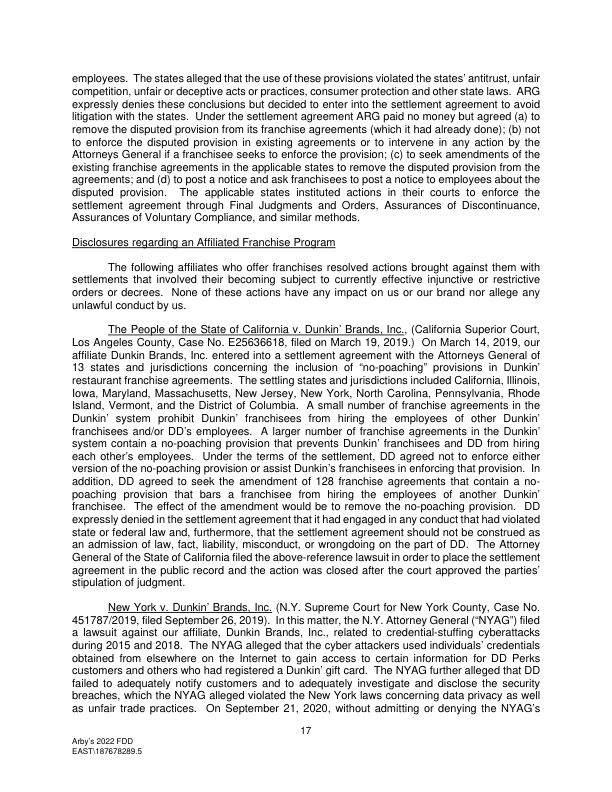 employees. The states alleged that the use of these provisions violated the states' antitrust, unfair
competition, unfair or deceptive acts or practices, consumer protection and other state laws. ARG
expressly denies these conclusions but decided to enter into the settlement agreement to avoid
litigation with the states. Under the settlement agreement ARG paid no money but agreed (a) to
remove the disputed provision from its franchise agreements (which it had already done); (b) not
to enforce the disputed provision in existing agreements or to intervene in any action by the
Attorneys General if a franchisee seeks to enforce the provision; (c) to seek amendments of the
existing franchise agreements in the applicable states to remove the disputed provision from the
agreements; and (d) to post a notice and ask franchisees to post a notice to employees about the
disputed provision. The applicable states instituted actions in their courts to enforce the
settlement agreement through Final Judgments and Orders, Assurances of Discontinuance,
Assurances of Voluntary Compliance, and similar methods.
Disclosures regarding an Affiliated Franchise Program
The following affiliates who offer franchises resolved actions brought against them with
settlements that involved their becoming subject to currently effective injunctive or restrictive
orders or decrees. None of these actions have any impact on us or our brand nor allege any
unlawful conduct by us.
The People of the State of California v. Dunkin' Brands, Inc., (California Superior Court,
Los Angeles County, Case No. E25636618, filed on March 19, 2019.) On March 14, 2019, our
affiliate Dunkin Brands, Inc. entered into a settlement agreement with the Attorneys General of
13 states and jurisdictions concerning the inclusion of "no-poaching" provisions in Dunkin'
restaurant franchise agreements. The settling states and jurisdictions included California, Illinois,
Iowa, Maryland, Massachusetts, New Jersey, New York, North Carolina, Pennsylvania, Rhode
Island, Vermont, and the District of Columbia. A small number of franchise agreements in the
Dunkin' system prohibit Dunkin' franchisees from hiring the employees of other Dunkin'
franchisees and/or DD's employees. A larger number of franchise agreements in the Dunkin'
system contain a no-poaching provision that prevents Dunkin' franchisees and DD from hiring
each other's employees. Under the terms of the settlement, DD agreed not to enforce either
version of the no-poaching provision or assist Dunkin's franchisees in enforcing that provision. In
addition, DD agreed to seek the amendment of 128 franchise agreements that contain a no-
poaching provision that bars a franchisee from hiring the employees of another Dunkin'
franchisee. The effect of the amendment would be to remove the no-poaching provision. DD
expressly denied in the settlement agreement that it had engaged in any conduct that had violated
state or federal law and, furthermore, that the settlement agreement should not be construed as
an admission of law, fact, liability, misconduct, or wrongdoing on the part of DD. The Attorney
General of the State of California filed the above-reference lawsuit in order to place the settlement
agreement in the public record and the action was closed after the court approved the parties'
stipulation of judgment.
New York v. Dunkin' Brands, Inc. (N.Y. Supreme Court for New York County, Case No.
451787/2019, filed September 26, 2019). In this matter, the N.Y. Attorney General ("NYAG") filed
a lawsuit against our affiliate, Dunkin Brands, Inc., related to credential-stuffing cyberattacks
during 2015 and 2018. The NYAG alleged that the cyber attackers used individuals' credentials
obtained from elsewhere on the Internet to gain access to certain information for DD Perks
customers and others who had registered a Dunkin' gift card. The NYAG further alleged that DD
failed to adequately notify customers and to adequately investigate and disclose the security
breaches, which the NYAG alleged violated the New York laws concerning data privacy as well
as unfair trade practices. On September 21, 2020, without admitting or denying the NYAG's
17
Arby's 2022 FDD
EAST\187678289.5